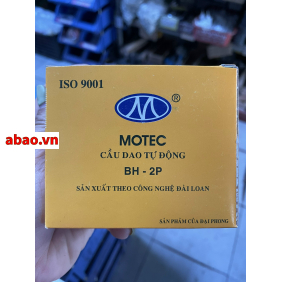 ISO 9001
M
®
abao.vn
MOTEC
CẦU DAO TỰ ĐỘNG
BH - 2P
SẢN XUẤT THEO CÔNG NGHỆ ĐÀI LOAN
SẢN PHẨM CỦA ĐẠI PHONG